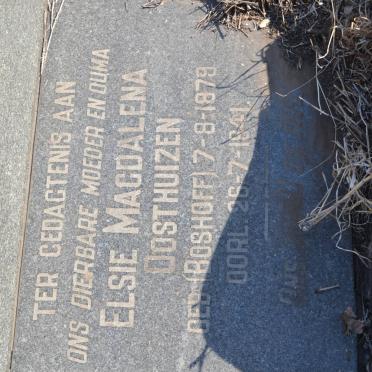 TER GEDAGTENIS AAN
ONS DIERBARE MOEDER EN OUMA
ELSIE MAGDALENA
OOSTHUIZEN
GEB. (BOSHOFF) 7-8-1879
OORL. 26-7-1941